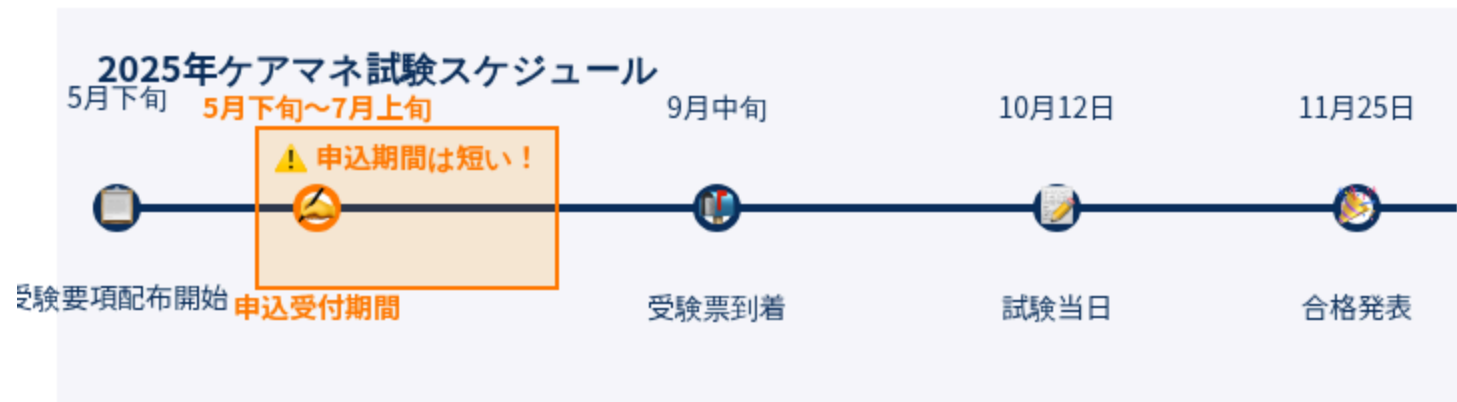 2025年ケアマネ試験スケジュール
5月下旬
5月下旬～7月上旬
9月中旬
10月12日
11月25日
⚠️ 申込期間は短い！
受験要項配布開始
申込受付期間
受験票到着
試験当日
合格発表